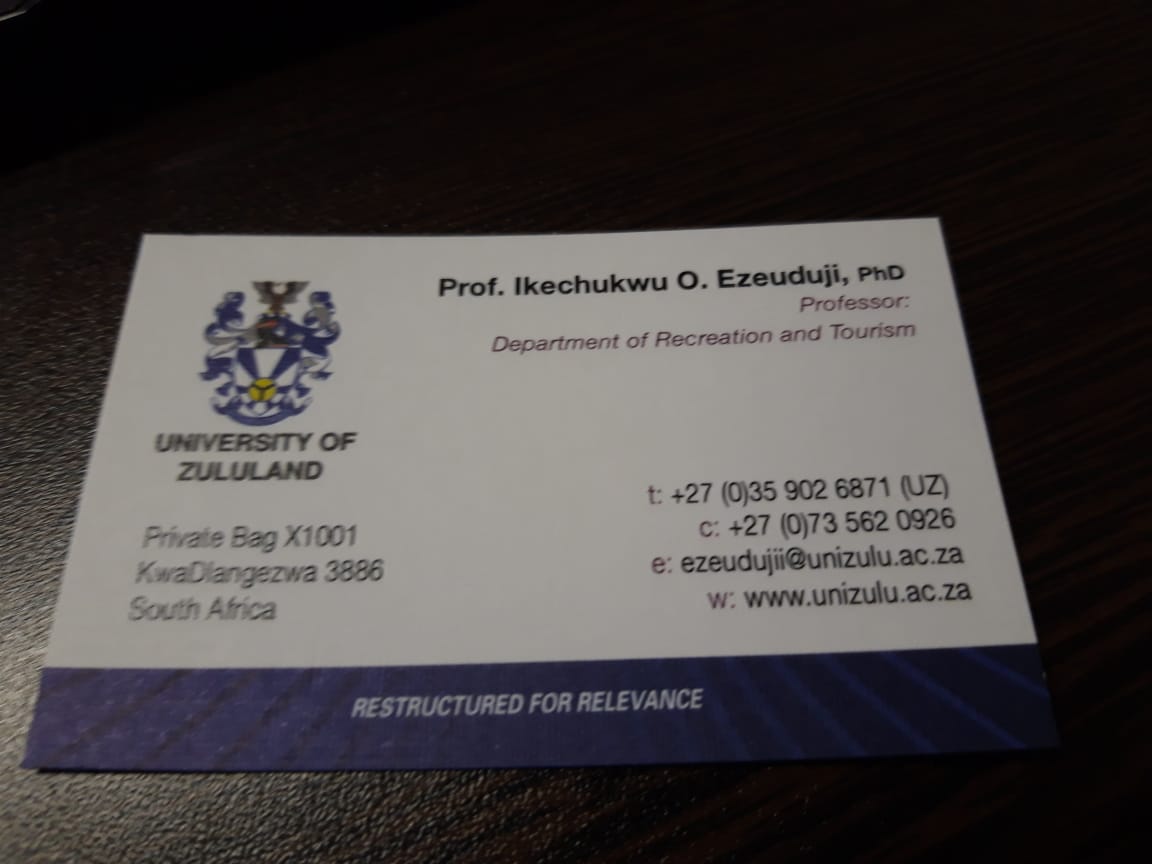 UNIVERSITY OF
ZULULAND
Private Bag X1001
KwaDlangezwa 3886
South Africa
Prof. Ikechukwu O. Ezeuduji, PhD
Professor:
Department of Recreation and Tourism
t: +27 (0)35 902 6871 (UZ)
c: +27 (0)73 562 0926
e: ezeudujii@unizulu.ac.za
w: www.unizulu.ac.za
RESTRUCTURED FOR RELEVANCE